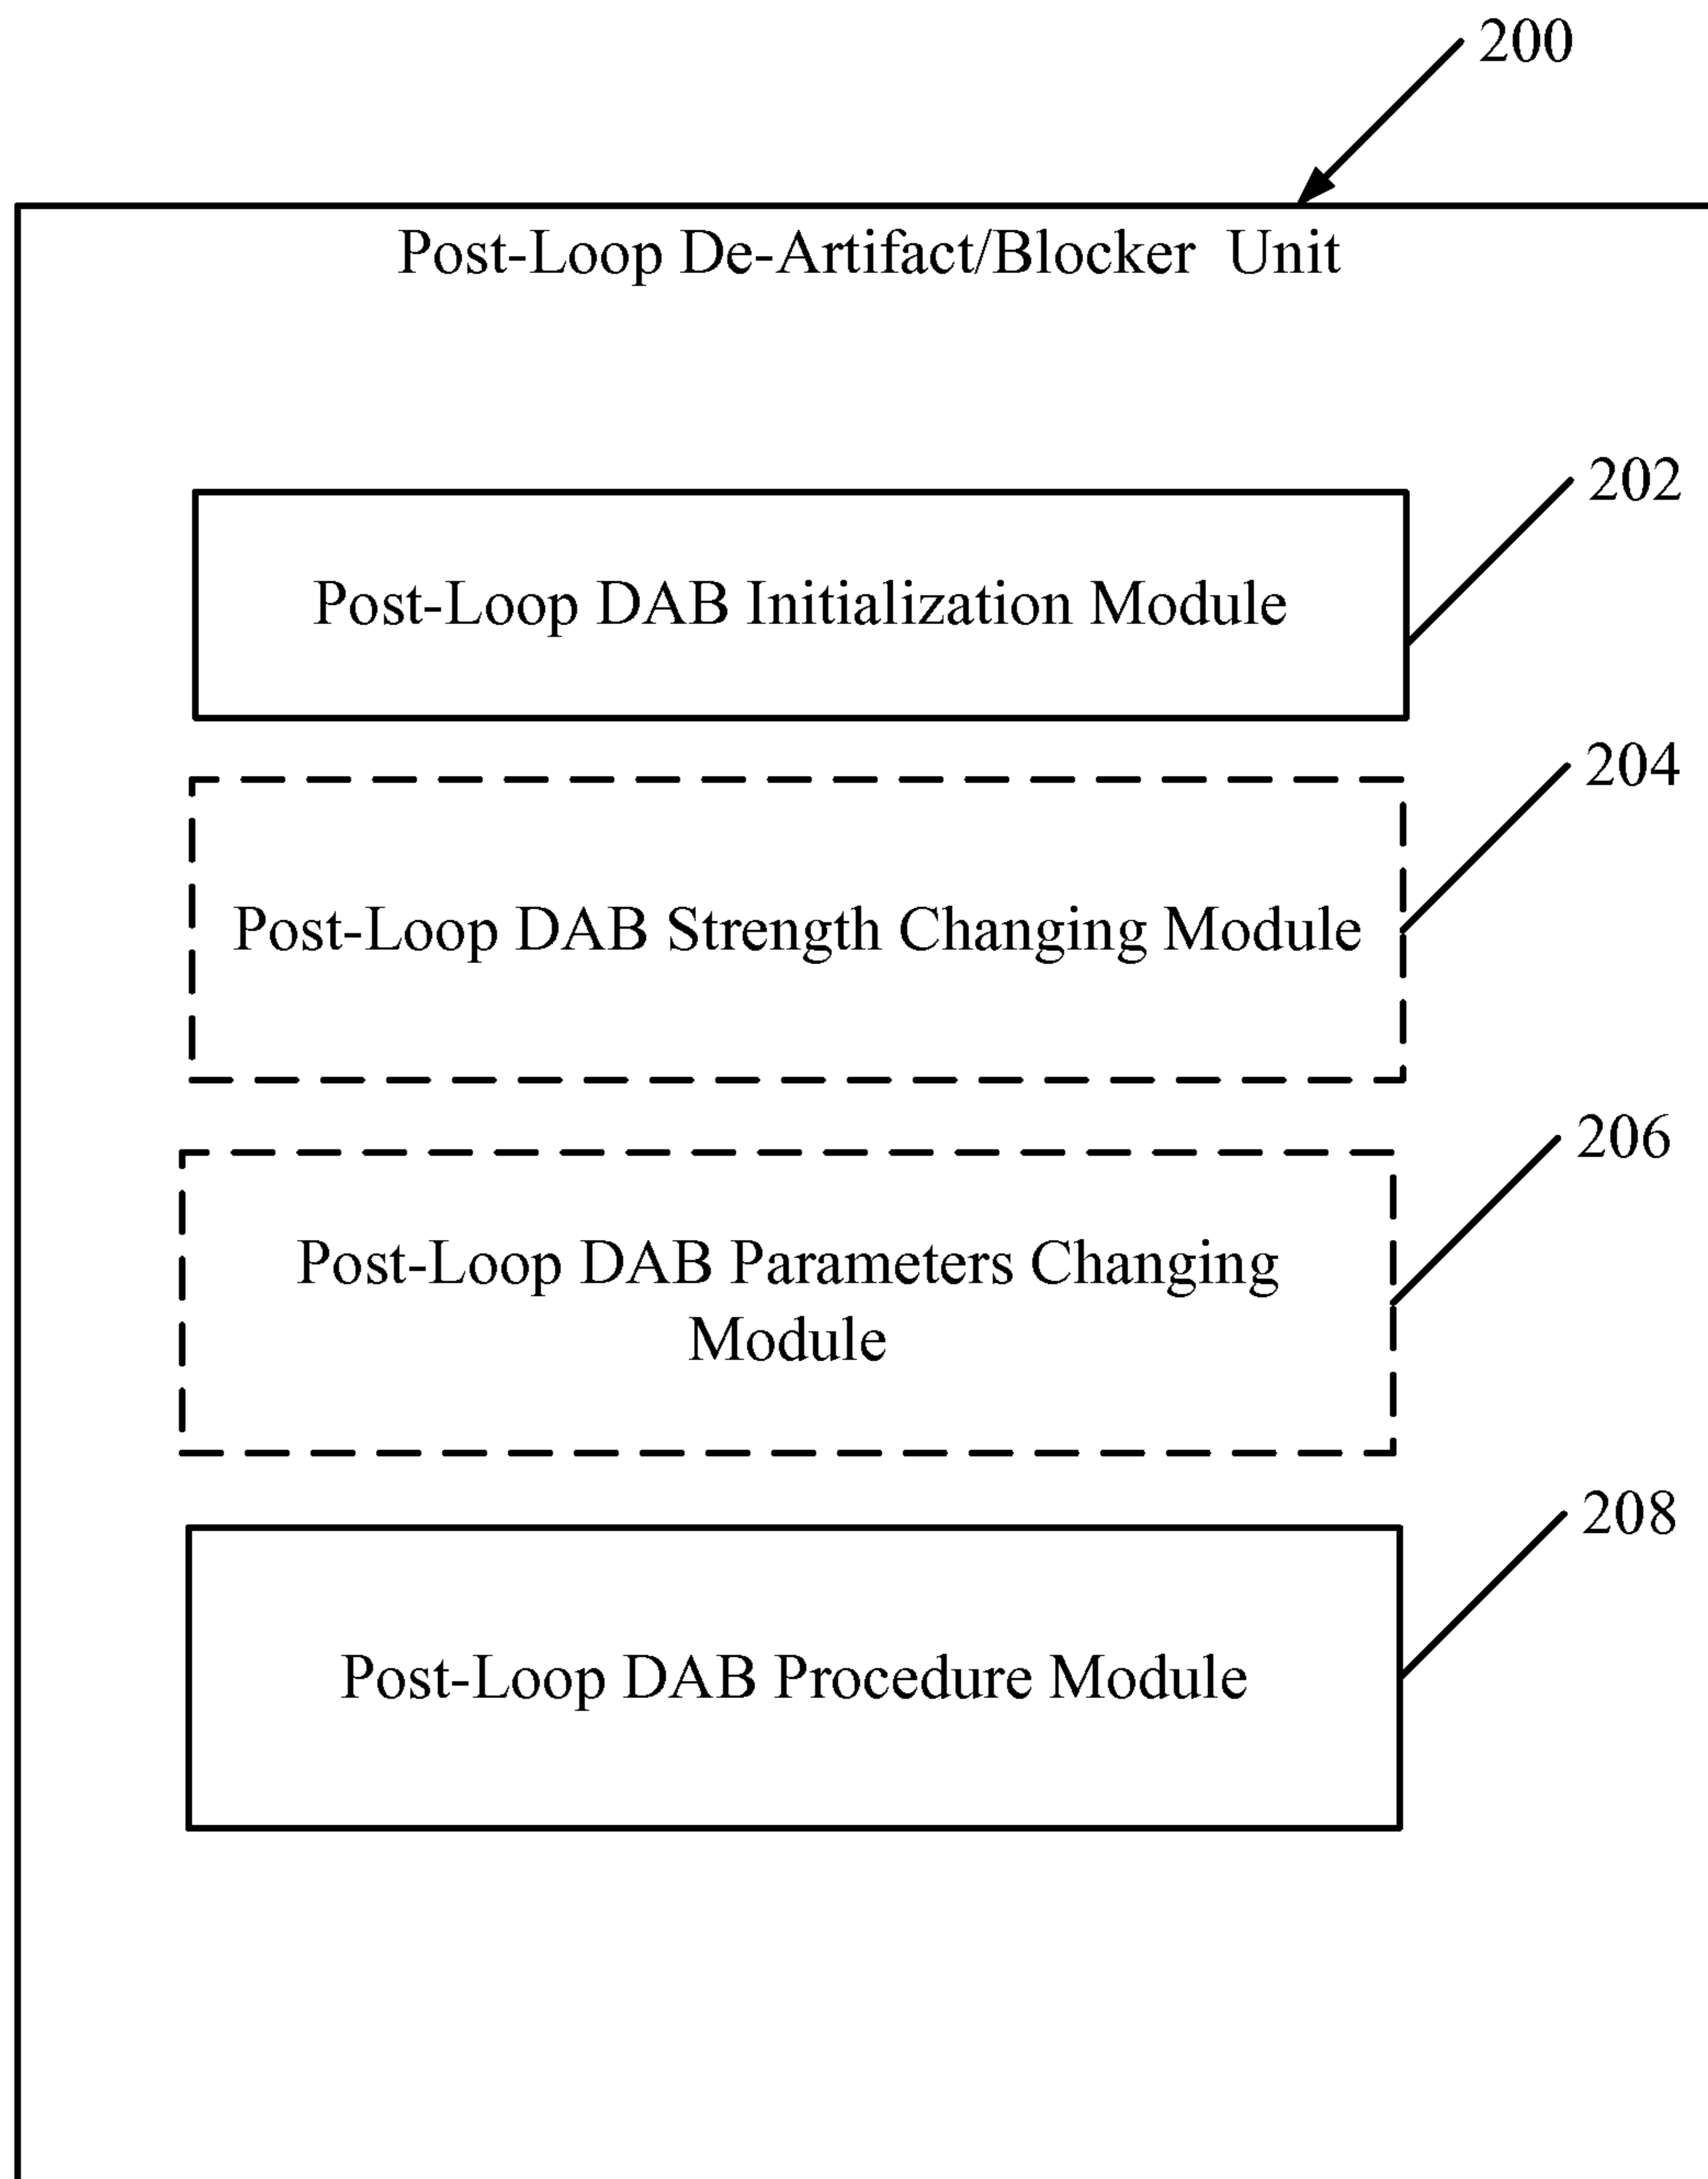 200
Post-Loop De-Artifact/Blocker Unit
202
Post-Loop DAB Initialization Module
204
Post-Loop DAB Strength Changing Module
206
Post-Loop DAB Parameters Changing
Module
208
Post-Loop DAB Procedure Module